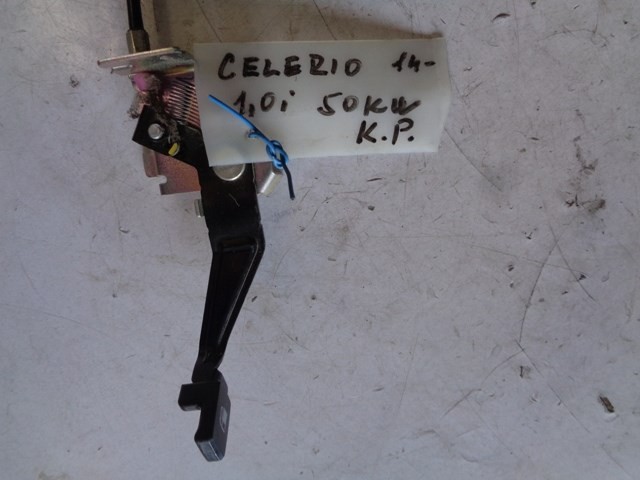 CELERIO 14-
1,0i 50KW
K.P.